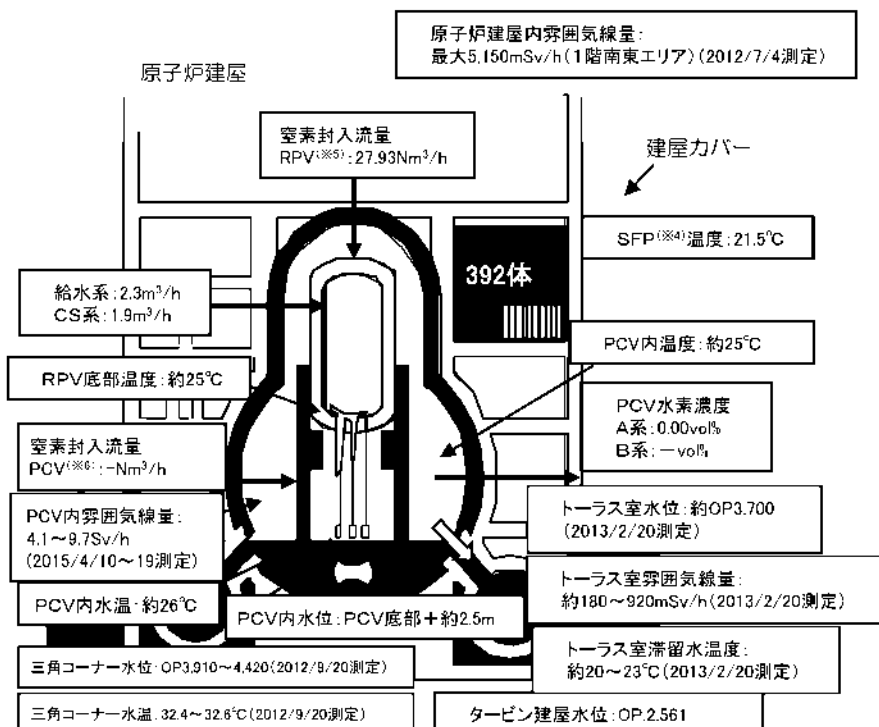 原子炉建屋内雰囲気線量:
最大5,150mSv/h(1階南東エリア)(2012/7/4測定)
原子炉建屋
窒素封入流量
RPV(※5):27.93Nm³/h
建屋カバー
SFP(※4)温度:21.5℃
392体
給水系:2.3m³/h
CS系:1.9m³/h
PCV内温度:約25℃
RPV底部温度:約25℃
PCV水素濃度
A系:0.00vol%
B系:-vol%
窒素封入流量
PCV(※6):-Nm³/h
PCV内雰囲気線量:
4.1~9.7Sv/h
(2015/4/10~19測定)
トーラス室水位:約OP3.700
(2013/2/20測定)
トーラス室雰囲気線量:
約180~920mSv/h(2013/2/20測定)
PCV内水温:約26℃
PCV内水位:PCV底部+約2.5m
トーラス室滞留水温度:
約20~23℃(2013/2/20測定)
三角コーナー水位:OP3,910~4,420(2012/9/20測定)
三角コーナー水温:32.4~32.6℃(2012/9/20測定)
タービン建屋水位:OP.2.561